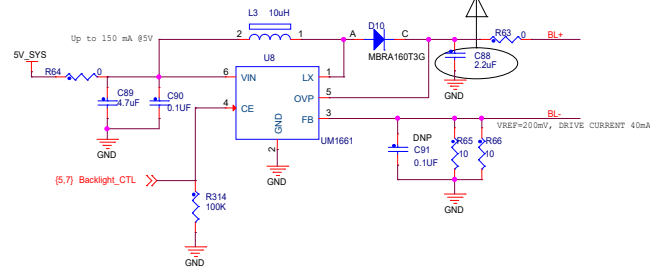 L3 10uH
D10
R63
0
BL+
Up to 150 mA @5V
2
1
A
C
MBRA160T3G
C88
2.2uF
5V_SYS
R64
0
U8
6
VIN
LX
1
GND
C89
4.7uF
C90
0.1UF
OVP
5
4
CE
FB
3
BL-
VREF=200mV, DRIVE CURRENT 40mA
GND
UM1661
2
DNP
C91
0.1UF
R65
10
R66
10
GND
GND
{5,7} Backlight_CTL
R314
100K
GND
GND